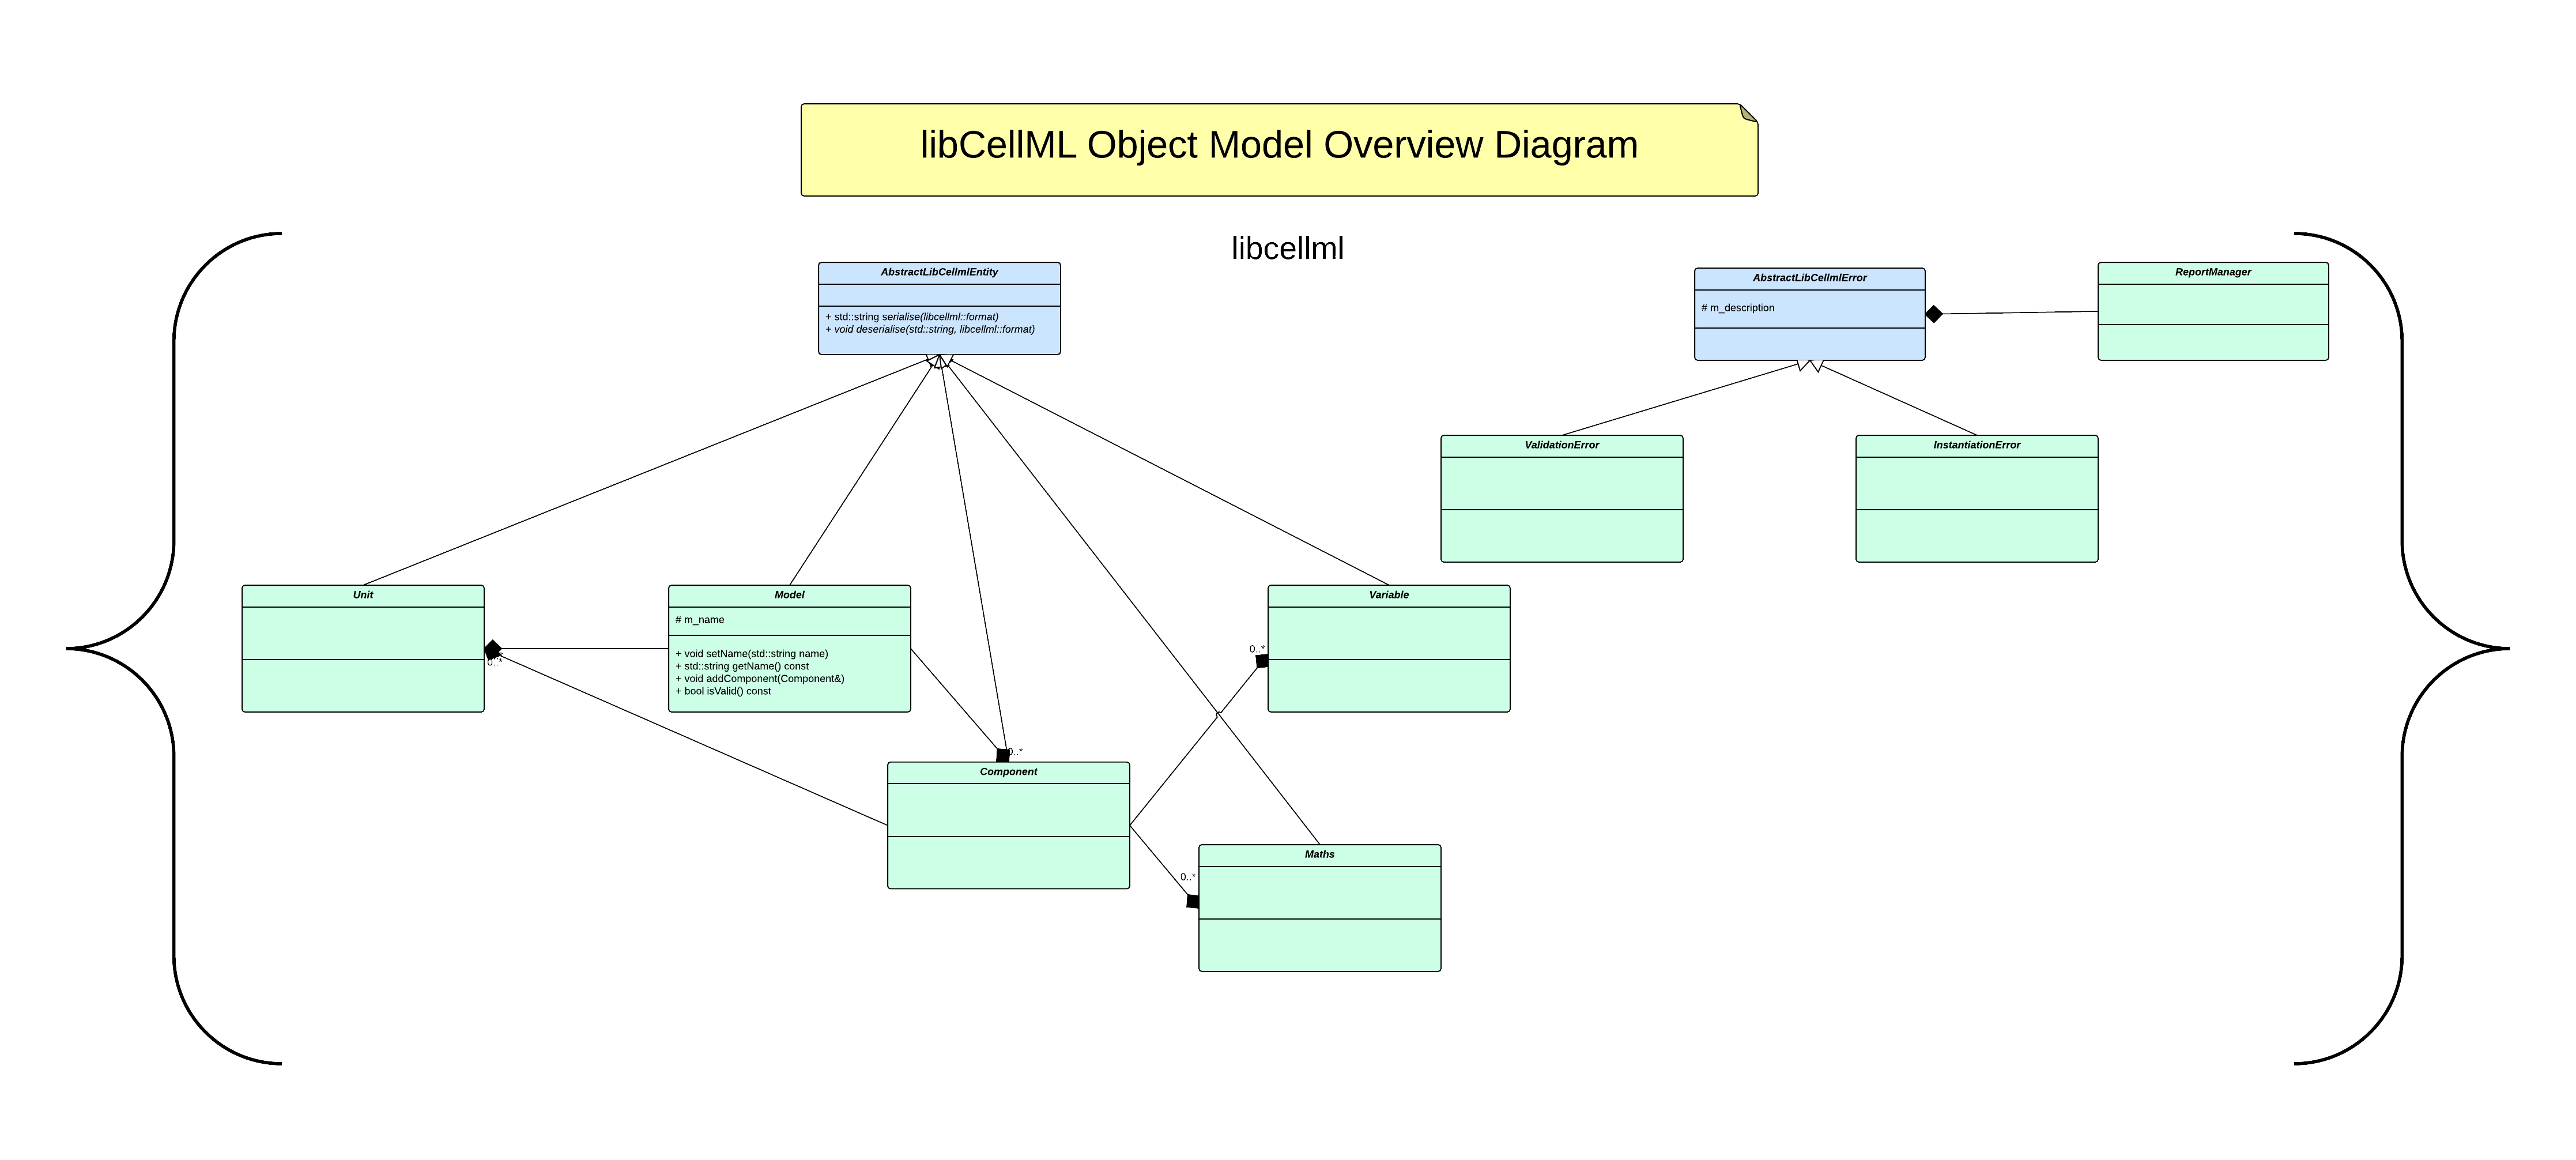 libCellML Object Model Overview Diagram
libcellml
AbstractLibCellmlEntity
+ std::string serialise(libcellml::format)
+ void deserialise(std::string, libcellml::format)
AbstractLibCellmlError
# m_description
ReportManager
ValidationError
InstantiationError
Unit
0..*
Model
# m_name
+ void setName(std::string name)
+ std::string getName() const
+ void addComponent(Component&)
+ bool isValid() const
Variable
0..*
0..*
Component
Maths
0..*